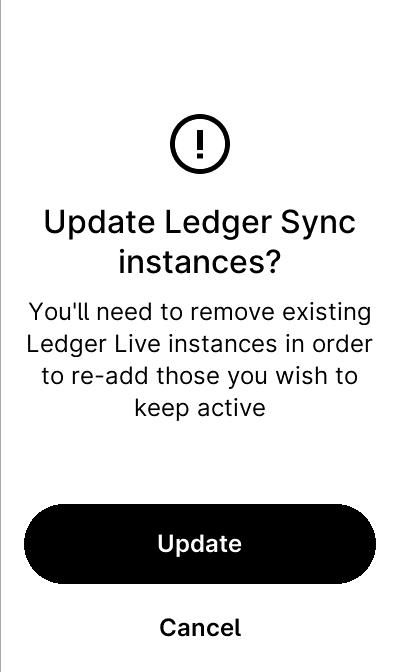 Update Ledger Sync
instances?
You'll need to remove existing
Ledger Live instances in order
to re-add those you wish to
keep active
Update
Cancel